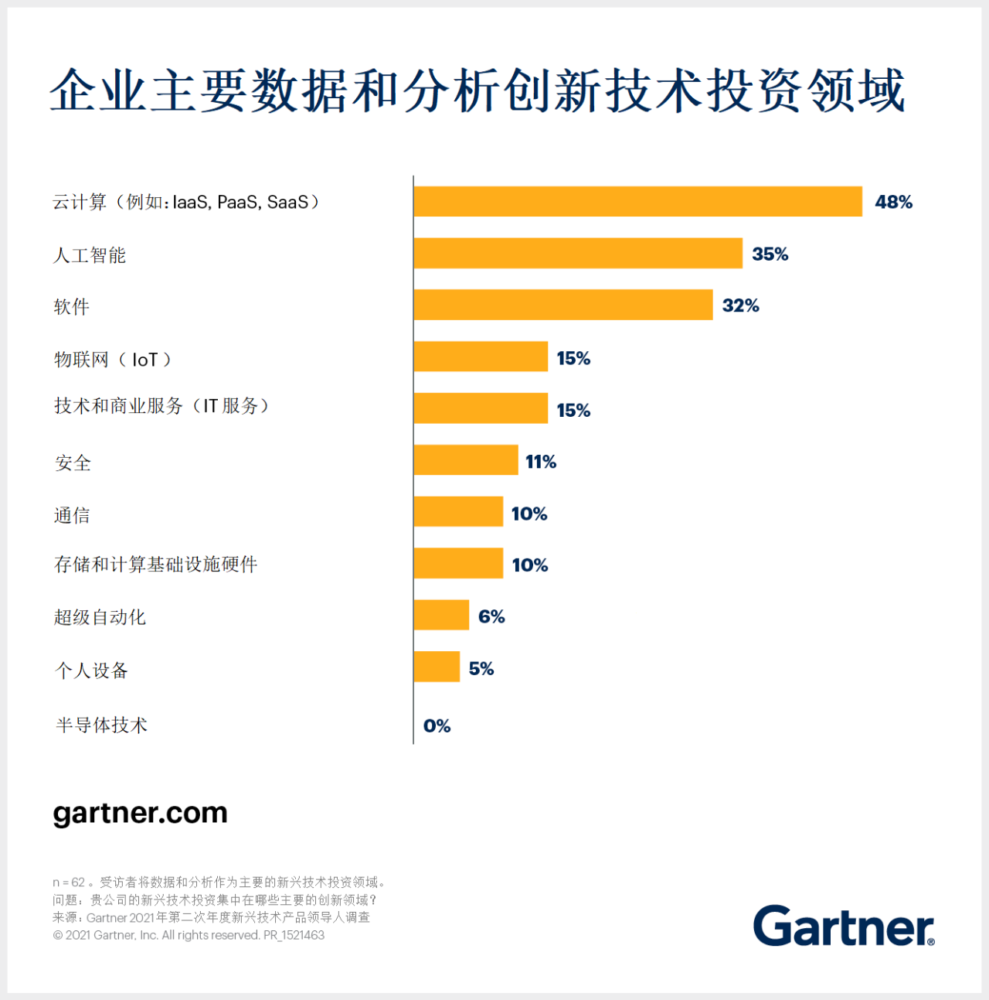 企业主要数据和分析创新技术投资领域
云计算（例如：IaaS, PaaS, SaaS） 48%
人工智能 35%
软件 32%
物联网（ IoT ） 15%
技术和商业服务（IT 服务） 15%
安全 11%
通信 10%
存储和计算基础设施硬件 10%
超级自动化 6%
个人设备 5%
半导体技术 0%
gartner.com
n = 62 。受访者将数据和分析作为主要的新兴技术投资领域。
问题：贵公司的新兴技术投资集中在哪些主要的创新领域？
来源：Gartner 2021年第二次年度新兴技术产品领导人调查
© 2021 Gartner, Inc. All rights reserved. PR_1521463
Gartner®